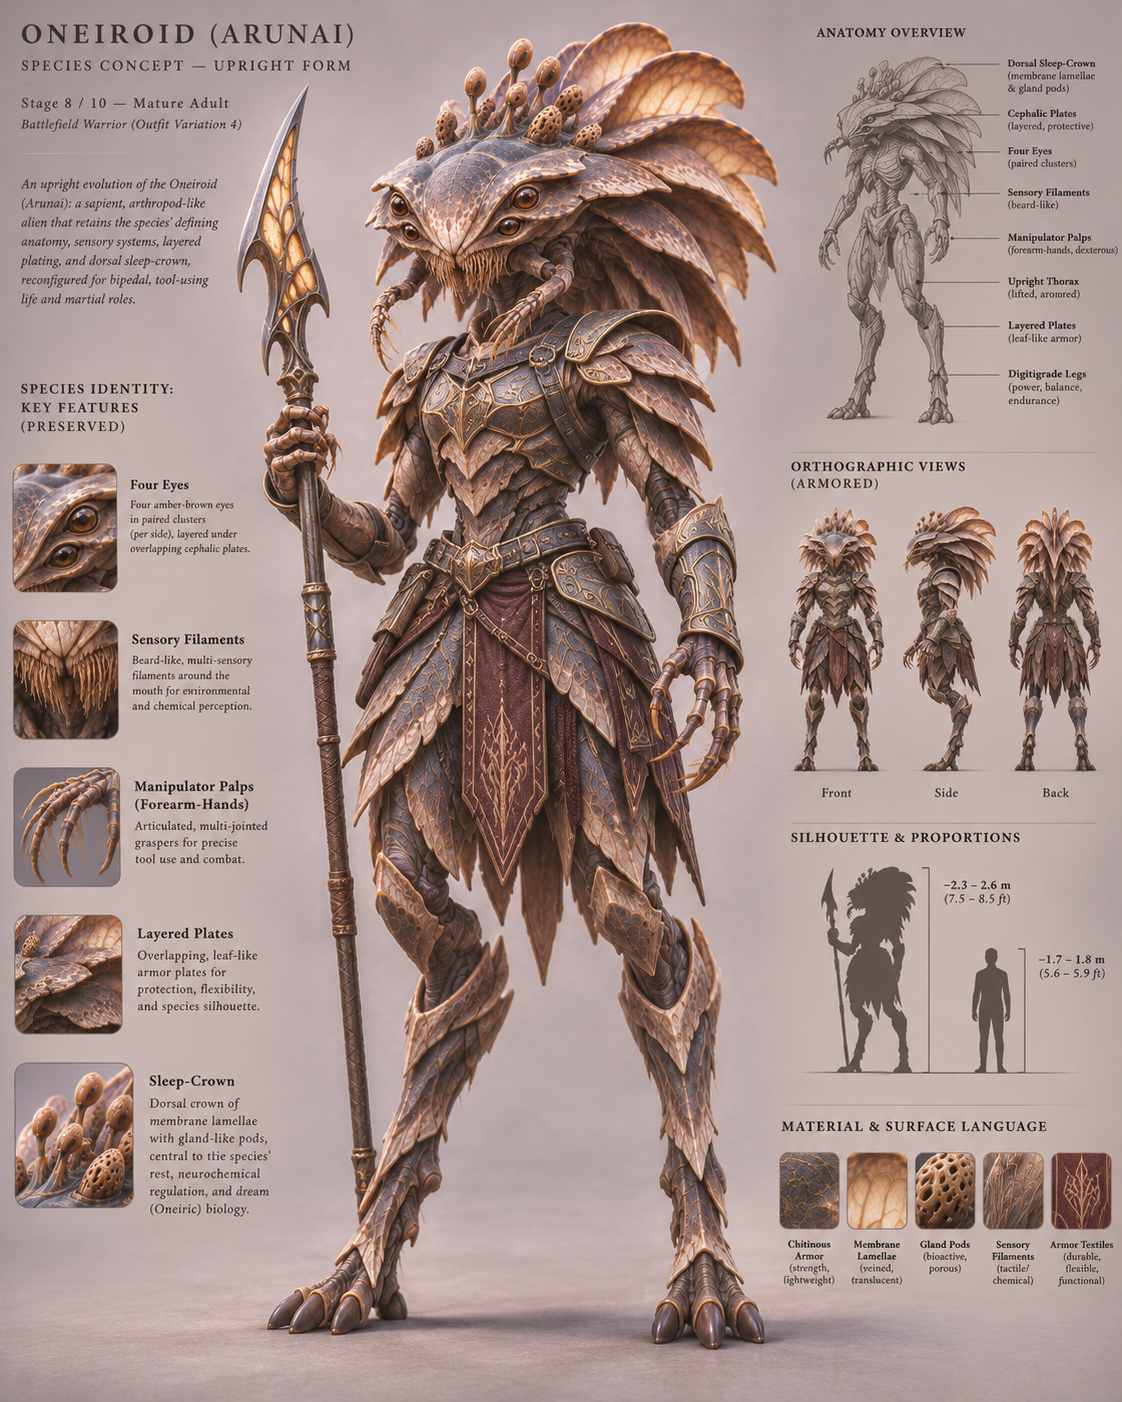 ONEIROID (ARUNAI)
SPECIES CONCEPT — UPRIGHT FORM
Stage 8 / 10 — Mature Adult
Battlefield Warrior (Outfit Variation 4)
An upright evolution of the Oneiroid
(Arunai): a sapient, arthropod-like
alien that retains the species' defining
anatomy, sensory systems, layered
plating, and dorsal sleep-crown,
reconfigured for bipedal, tool-using
life and martial roles.
SPECIES IDENTITY:
KEY FEATURES
(PRESERVED)
Four Eyes
Four amber-brown eyes
in paired clusters
(per side), layered under
overlapping cephalic plates.
Sensory Filaments
Beard-like, multi-sensory
filaments around the
mouth for environmental
and chemical perception.
Manipulator Palps
(Forearm-Hands)
Articulated, multi-jointed
graspers for precise
tool use and combat.
Layered Plates
Overlapping, leaf-like
armor plates for
protection, flexibility,
and species silhouette.
Sleep-Crown
Dorsal crown of
membrane lamellae
with gland-like pods,
central to the species'
rest, neurochemical
regulation, and dream
(Oneiric) biology.
ANATOMY OVERVIEW
Dorsal Sleep-Crown
(membrane lamellae
& gland pods)
Cephalic Plates
(layered, protective)
Four Eyes
(paired clusters)
Sensory Filaments
(beard-like)
Manipulator Palps
(forearm-hands, dexterous)
Upright Thorax
(lifted, aromred)
Layered Plates
(leaf-like armor)
Digitigrade Legs
(power, balance,
endurance)
ORTHOGRAPHIC VIEWS
(ARMORED)
Front
Side
Back
SILHOUETTE & PROPORTIONS
~2.3 – 2.6 m
(7.5 – 8.5 ft)
~1.7 – 1.8 m
(5.6 – 5.9 ft)
MATERIAL & SURFACE LANGUAGE
Chitinous
Armor
(strength,
lightweight)
Membrane
Lamellae
(veined,
translucent)
Gland Pods
(bioactive,
porous)
Sensory
Filaments
(tactile/
chemical)
Armor Textiles
(durable,
flexible,
functional)